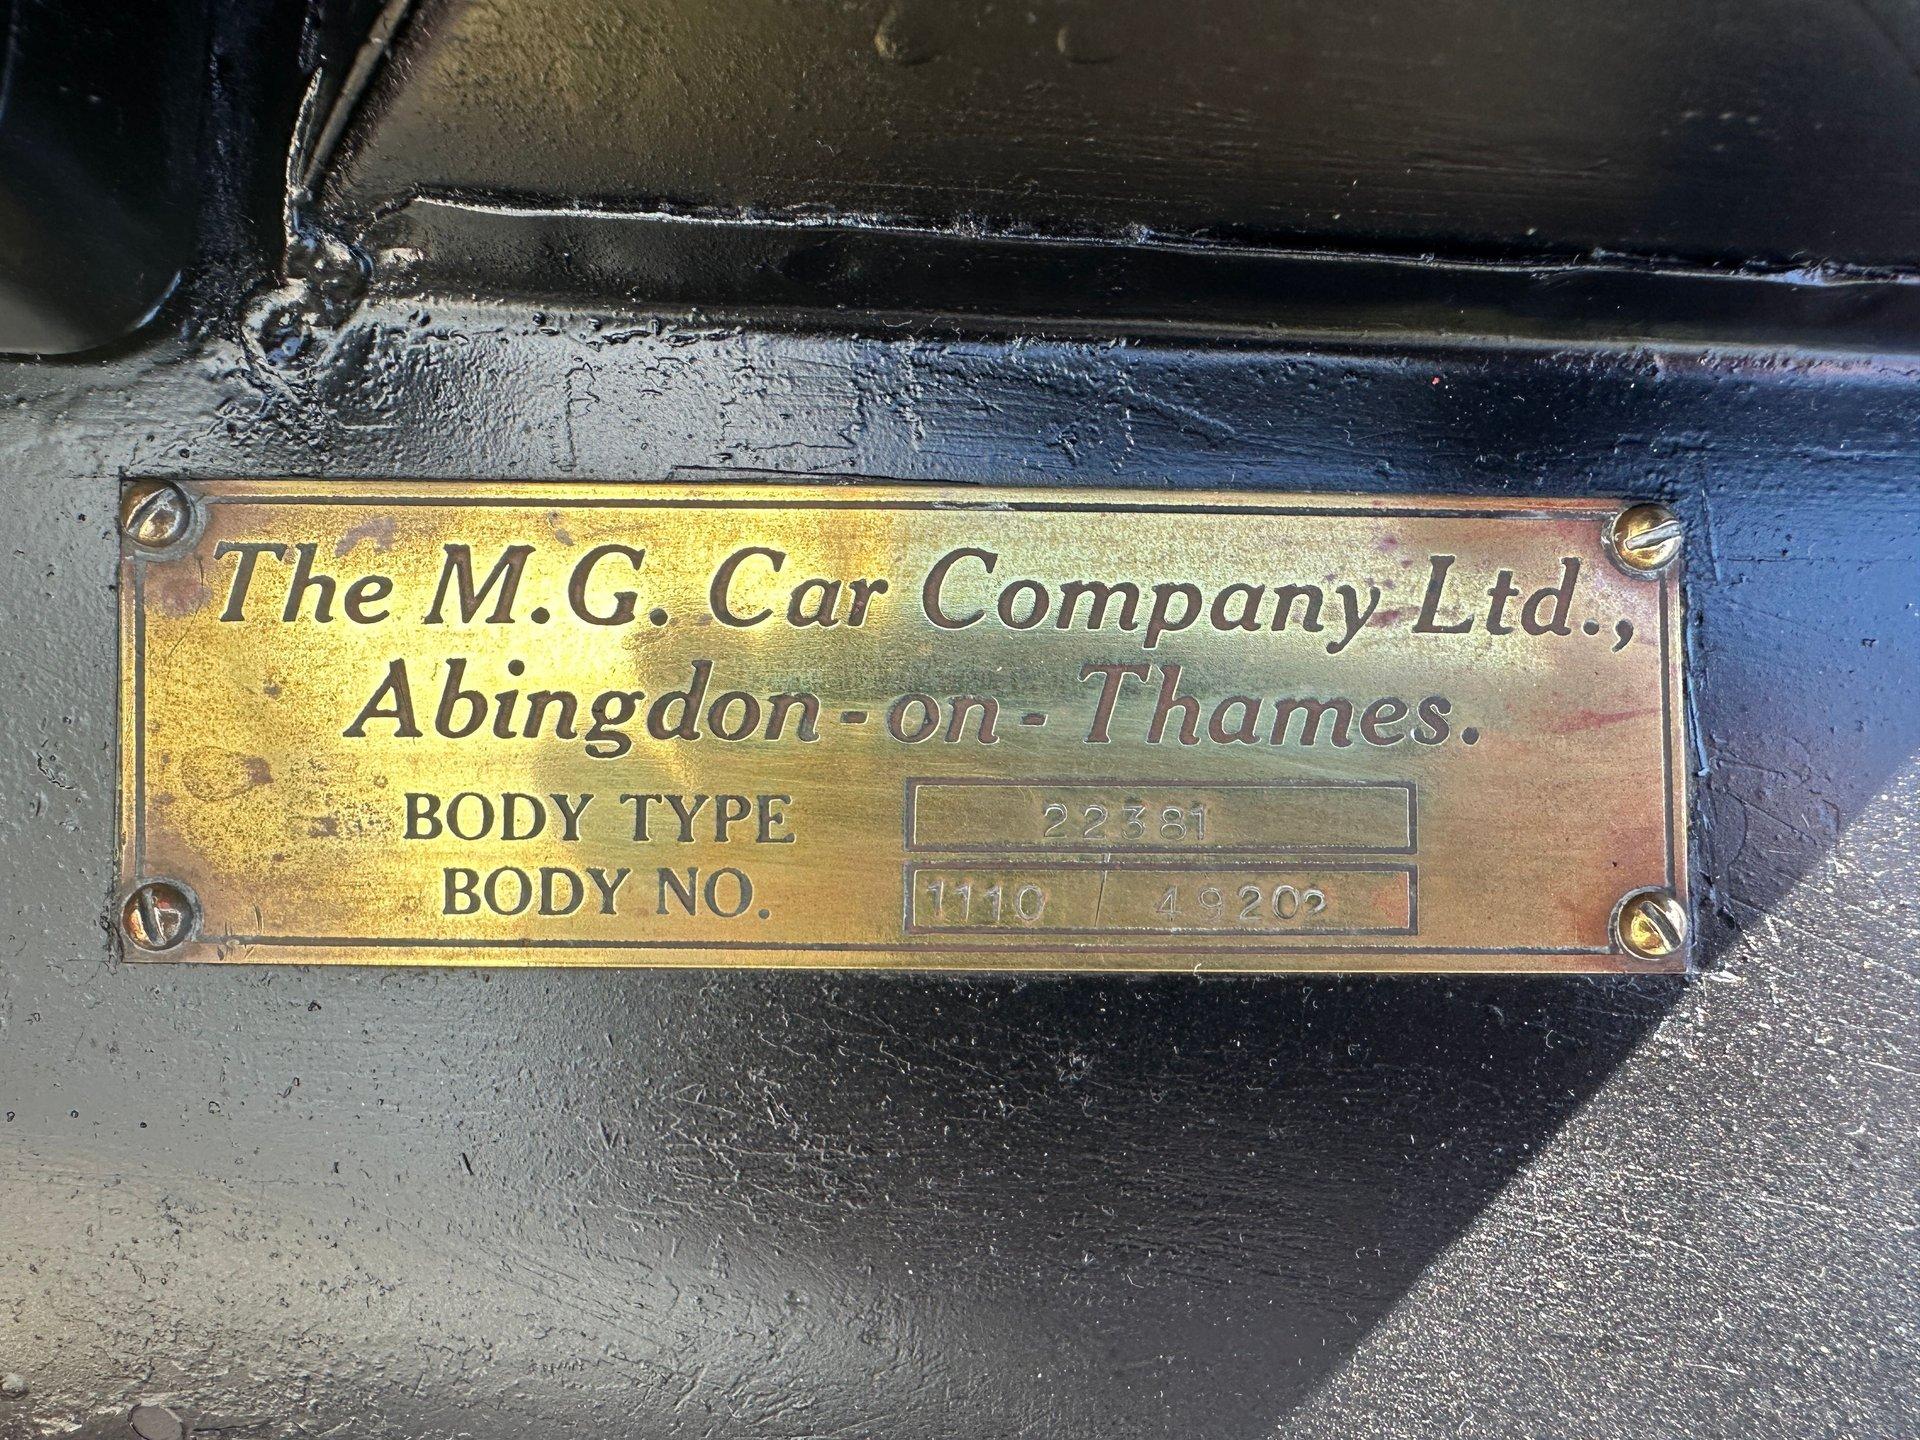 The M.G. Car Company Ltd.,
Abingdon-on-Thames.
BODY TYPE 22381
BODY NO. 1110 / 49202